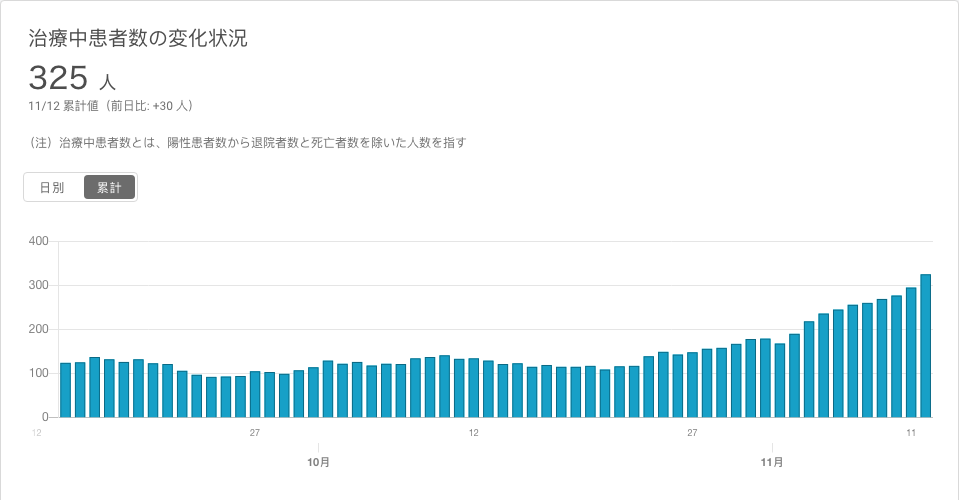 治療中患者数の変化状況
325 人
11/12 累計値（前日比: +30 人）
（注）治療中患者数とは、陽性患者数から退院者数と死亡者数を除いた人数を指す
日別 累計
400
300
200
100
0
12 27 12 27 11
10月 11月